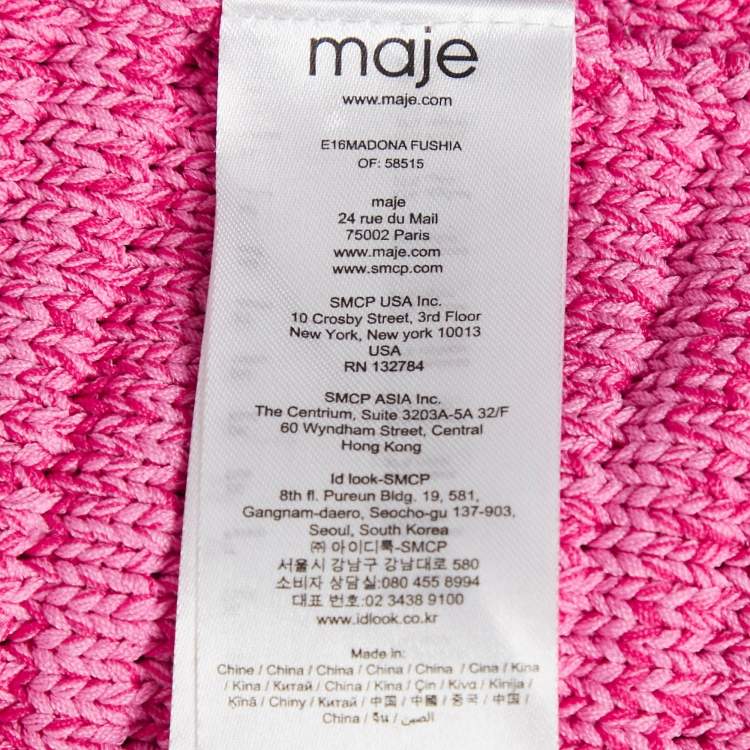 maje
www.maje.com
E16MADONA FUSHIA
OF: 58515
maje
24 rue du Mail
75002 Paris
www.maje.com
www.smcp.com
SMCP USA Inc.
10 Crosby Street, 3rd Floor
New York, New york 10013
USA
RN 132784
SMCP ASIA Inc.
The Centrium, Suite 3203A-5A 32/F
60 Wyndham Street, Central
Hong Kong
Id look-SMCP
8th fl. Pureun Bldg. 19, 581,
Gangnam-daero, Seocho-gu 137-903,
Seoul, South Korea
㈜ 아이디룩-SMCP
서울시 강남구 강남대로 580
소비자 상담실:080 455 8994
대표 번호:02 3438 9100
www.idlook.co.kr
Made in:
Chine / China / China / China / China / Cina / Kina
/ Kina / Китай / China / Kina / Çin / Κίνα / Kinija /
Ķīnā / Chiny / Китай / 中国 / 中國 / 중국 / 中国 /
China / จีน / الصين